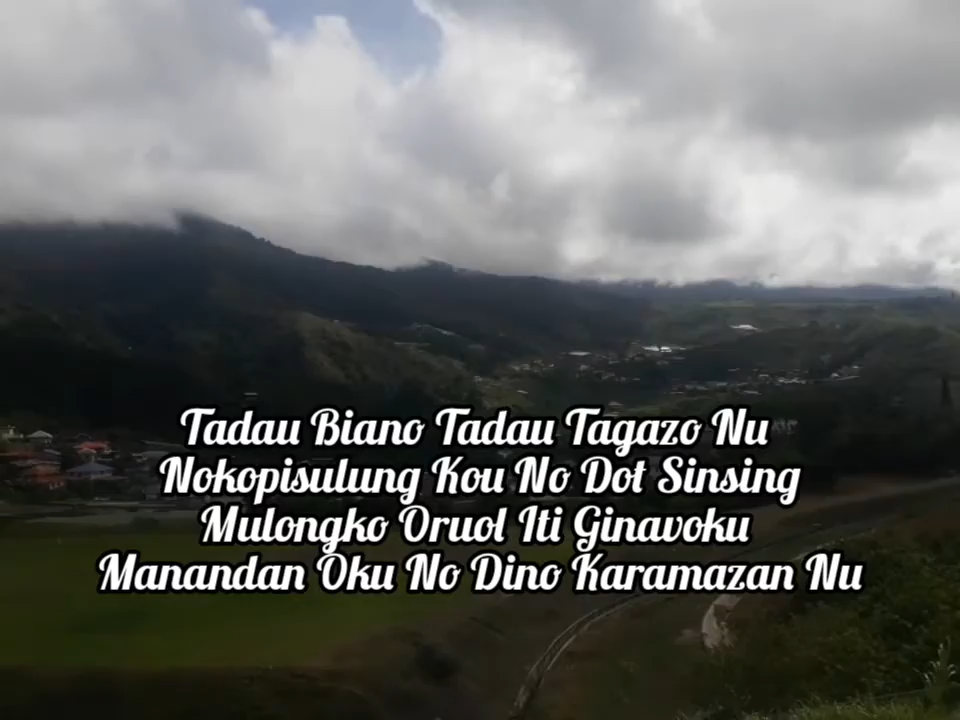 Tadau Biano Tadau Tagazo Nu
Nokopisulung Kou No Dot Sinsing
Mulongko Oruol Iti Ginavoku
Manandan Oku No Dino Karamazan Nu